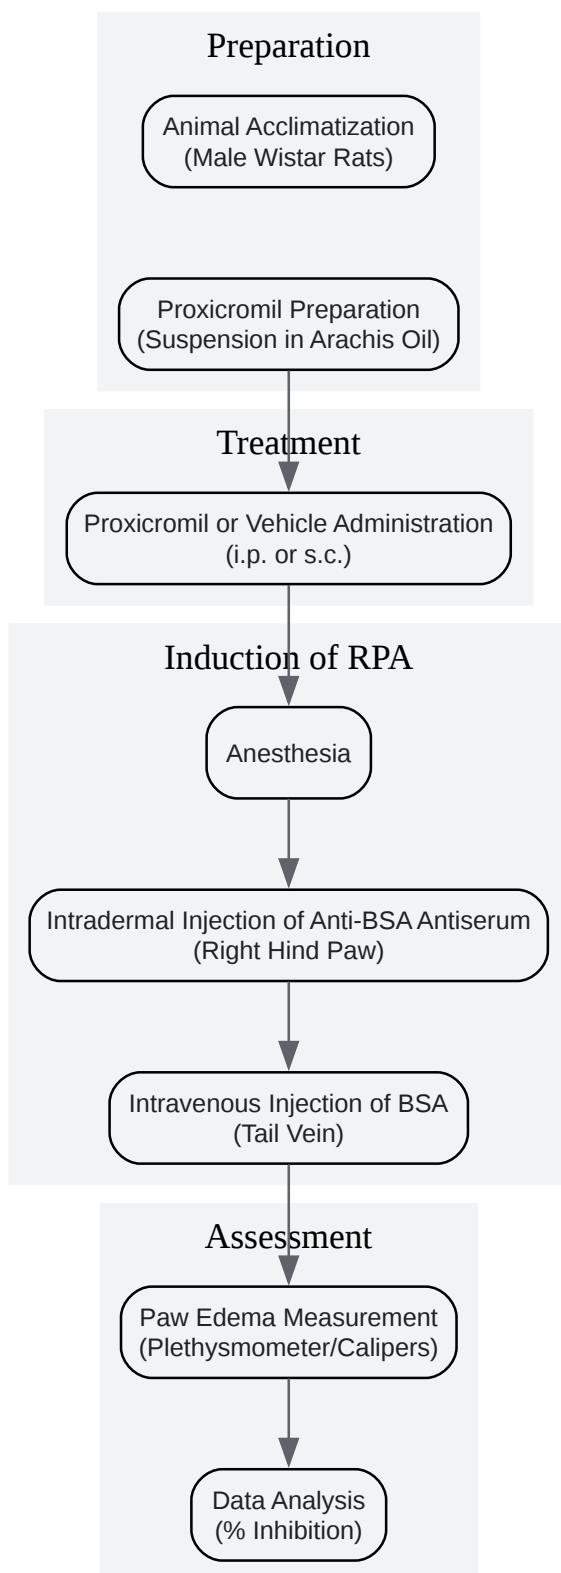 Preparation
Animal Acclimatization
(Male Wistar Rats)
Proxicromil Preparation
(Suspension in Arachis Oil)
Treatment
Proxicromil or Vehicle Administration
(i.p. or s.c.)
Induction of RPA
Anesthesia
Intradermal Injection of Anti-BSA Antiserum
(Right Hind Paw)
Intravenous Injection of BSA
(Tail Vein)
Assessment
Paw Edema Measurement
(Plethysmometer/Calipers)
Data Analysis
(% Inhibition)